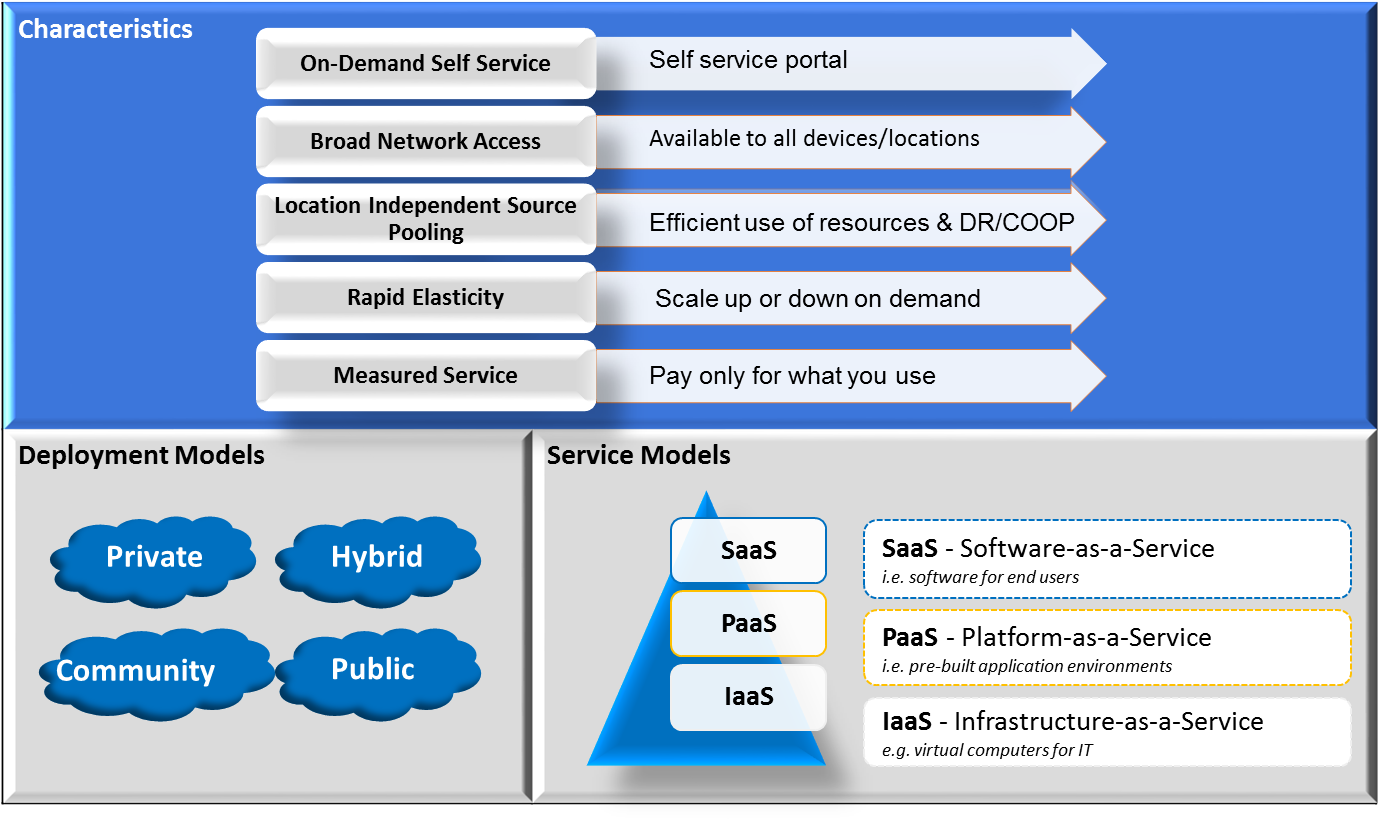 Characteristics
On-Demand Self Service
Self service portal
Broad Network Access
Available to all devices/locations
Location Independent Source
Pooling
Efficient use of resources & DR/COOP
Rapid Elasticity
Scale up or down on demand
Measured Service
Pay only for what you use
Deployment Models
Private
Hybrid
Community
Public
Service Models
SaaS
PaaS
IaaS
SaaS - Software-as-a-Service
i.e. software for end users
PaaS - Platform-as-a-Service
i.e. pre-built application environments
IaaS - Infrastructure-as-a-Service
e.g. virtual computers for IT